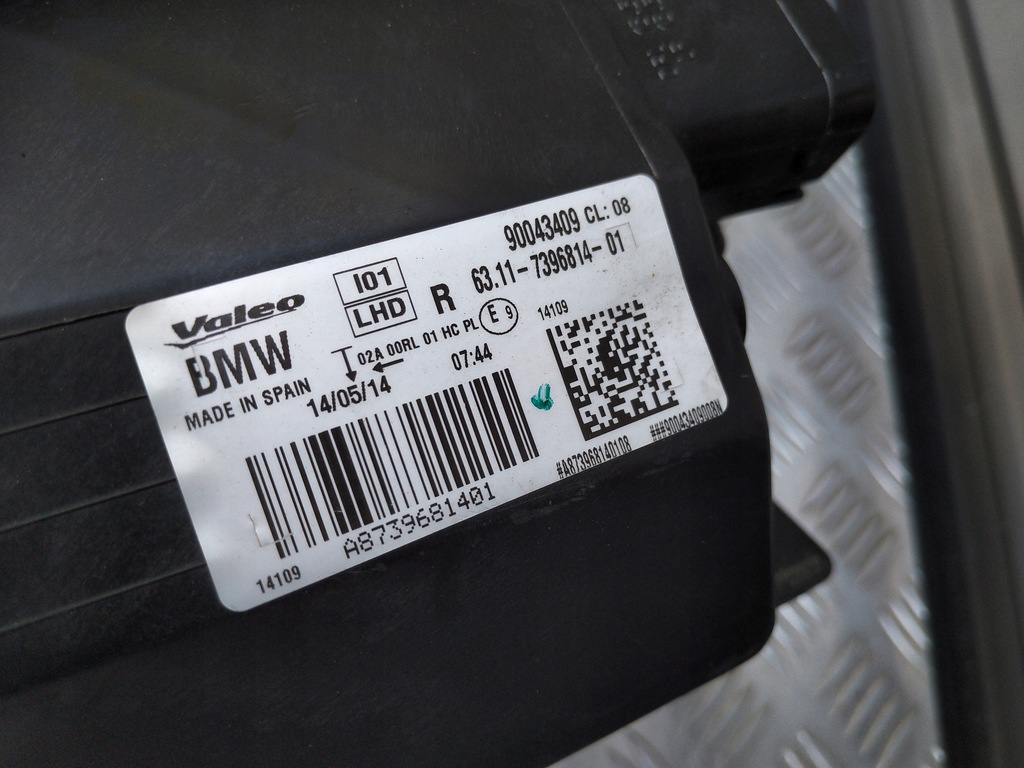 90043409 CL: 08
63.11-7396814-01
I01
LHD
R
Valeo
BMW
MADE IN SPAIN
02A 00RL 01 HC PL
E 9
14/05/14
07:44
14109
A8739681401
14109
#A873968140108
###90043409008N